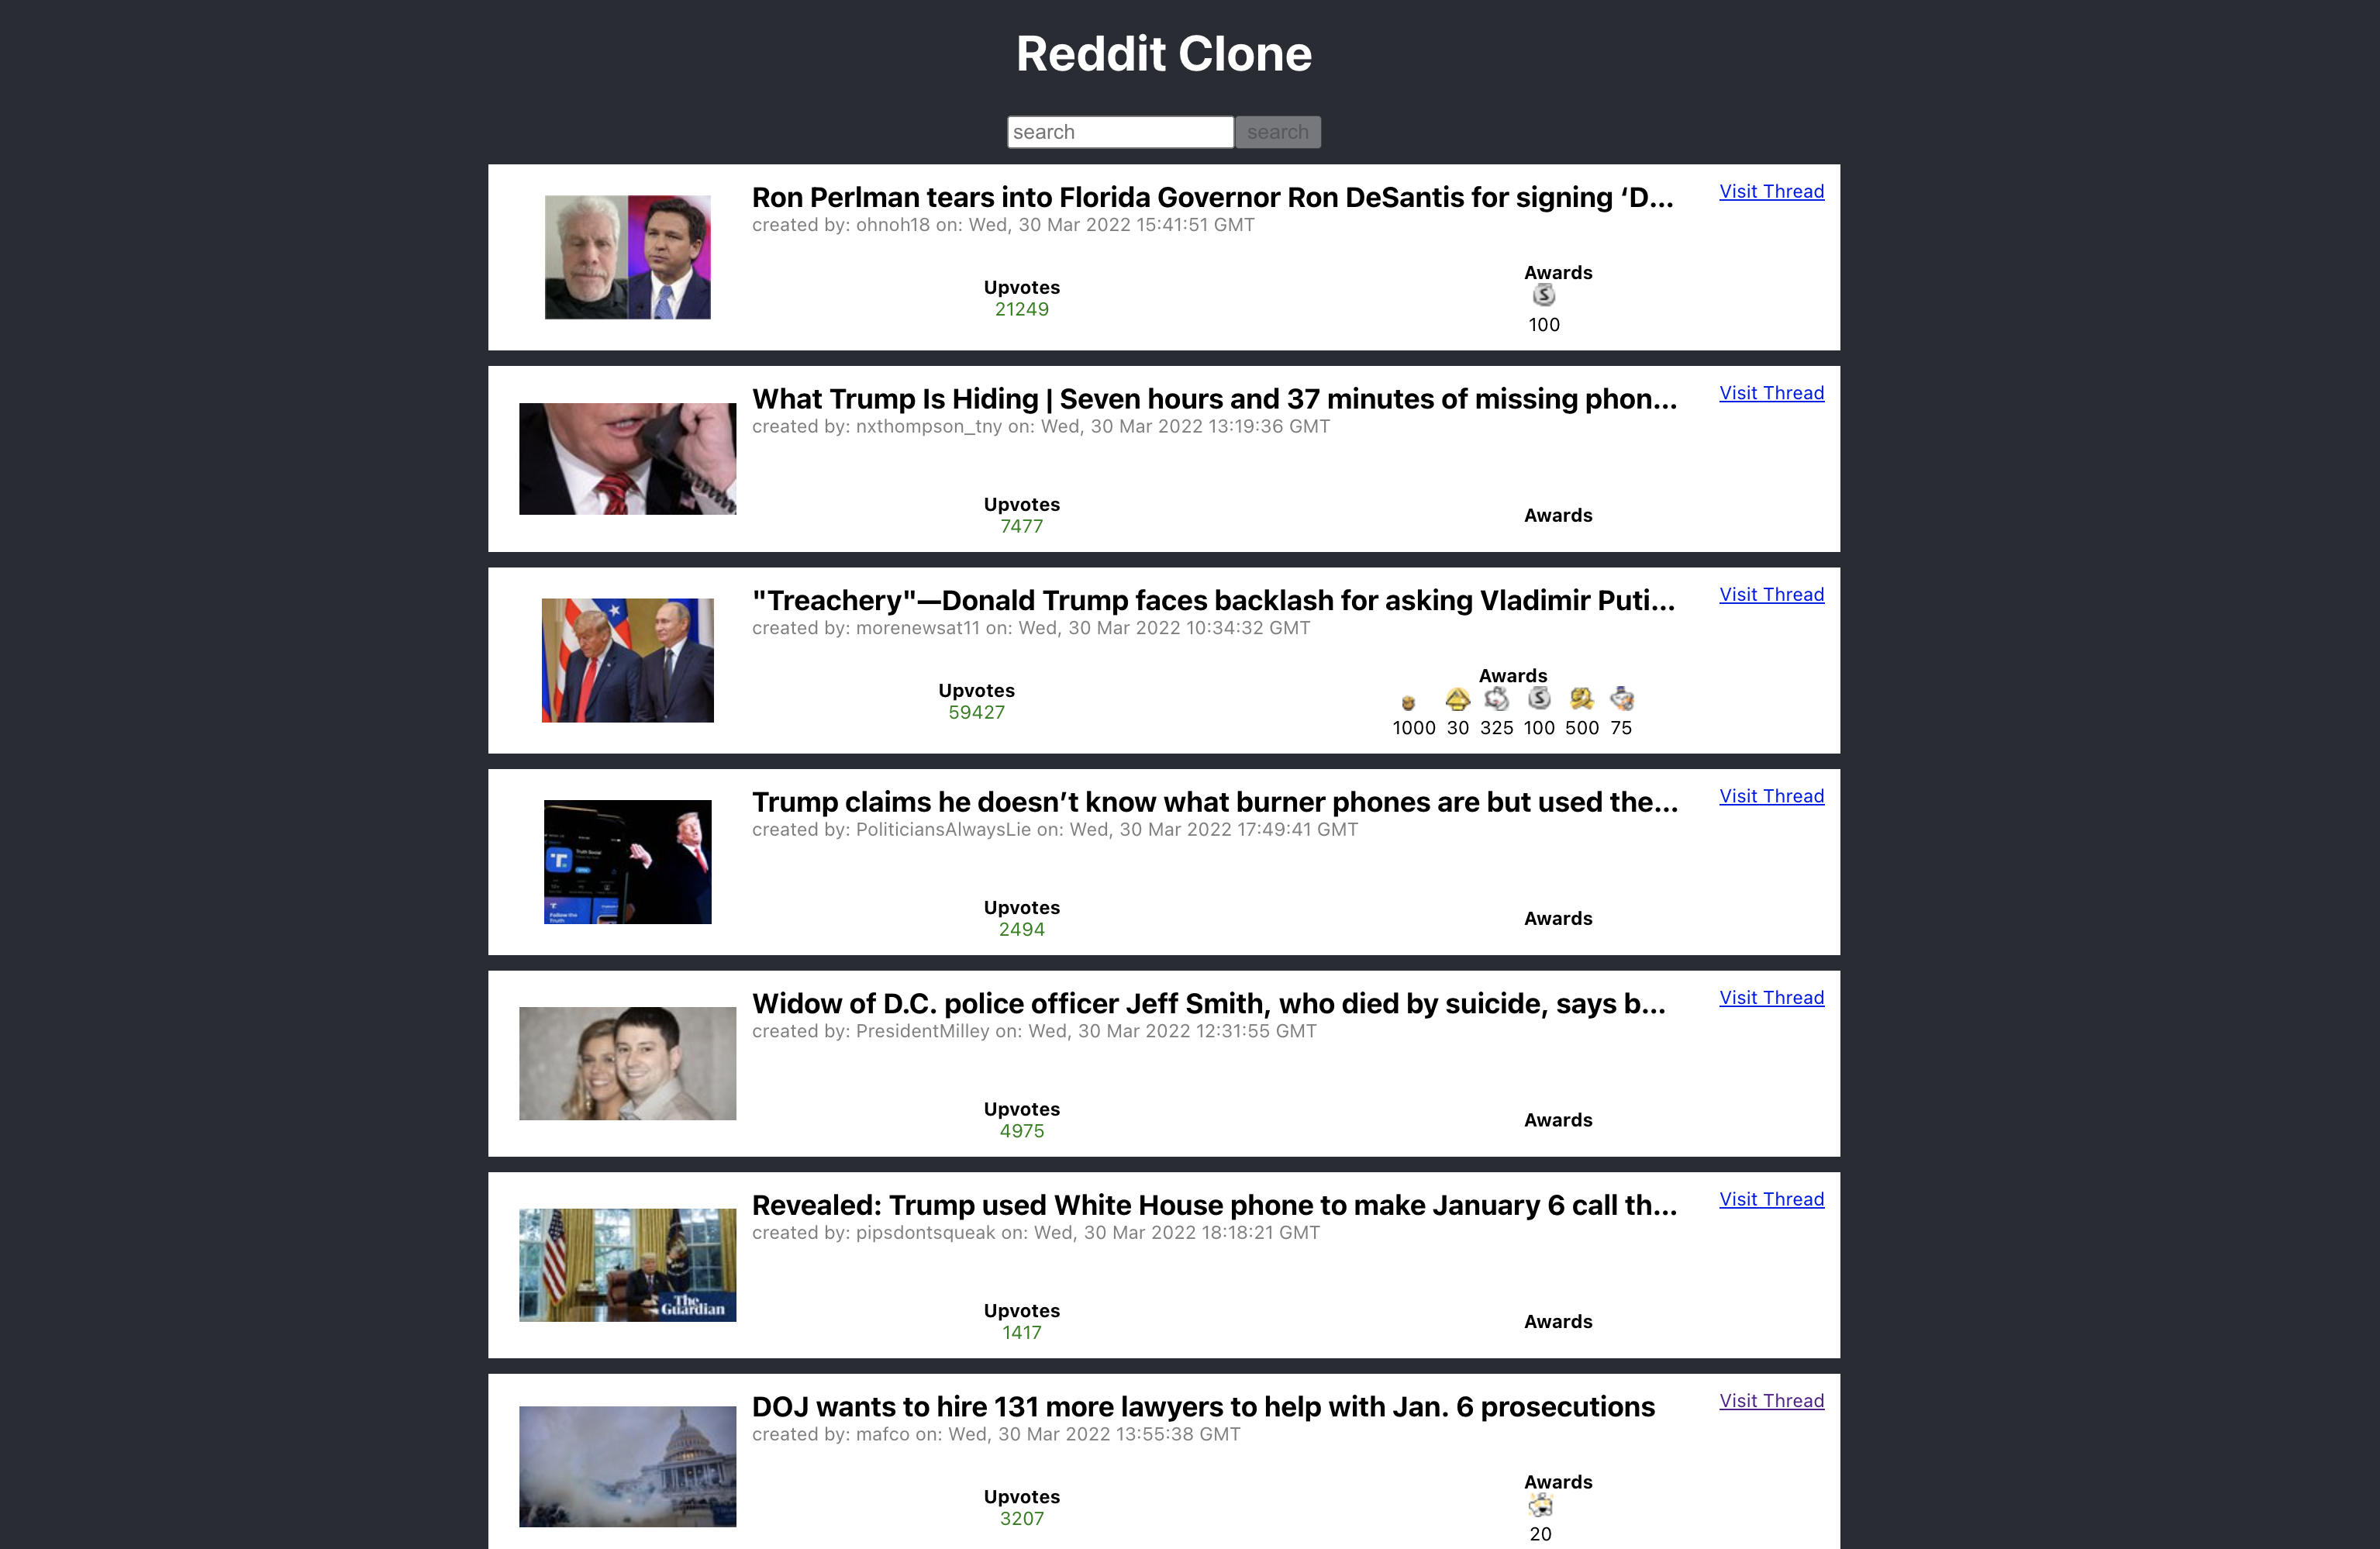 Reddit Clone
search search
Ron Perlman tears into Florida Governor Ron DeSantis for signing ‘D... Visit Thread
created by: ohnoh18 on: Wed, 30 Mar 2022 15:41:51 GMT
Upvotes Awards
21249
100
What Trump Is Hiding | Seven hours and 37 minutes of missing phon... Visit Thread
created by: nxthompson_tny on: Wed, 30 Mar 2022 13:19:36 GMT
Upvotes Awards
7477
"Treachery"—Donald Trump faces backlash for asking Vladimir Puti... Visit Thread
created by: morenewsat11 on: Wed, 30 Mar 2022 10:34:32 GMT
Upvotes Awards
59427
1000 30 325 100 500 75
Trump claims he doesn’t know what burner phones are but used the... Visit Thread
created by: PoliticiansAlwaysLie on: Wed, 30 Mar 2022 17:49:41 GMT
Truth Social
Follow the
Truth
Upvotes Awards
2494
Widow of D.C. police officer Jeff Smith, who died by suicide, says b... Visit Thread
created by: PresidentMilley on: Wed, 30 Mar 2022 12:31:55 GMT
Upvotes Awards
4975
Revealed: Trump used White House phone to make January 6 call th... Visit Thread
created by: pipsdontsqueak on: Wed, 30 Mar 2022 18:18:21 GMT
The
Guardian
Upvotes Awards
1417
DOJ wants to hire 131 more lawyers to help with Jan. 6 prosecutions Visit Thread
created by: mafco on: Wed, 30 Mar 2022 13:55:38 GMT
Upvotes Awards
3207
20